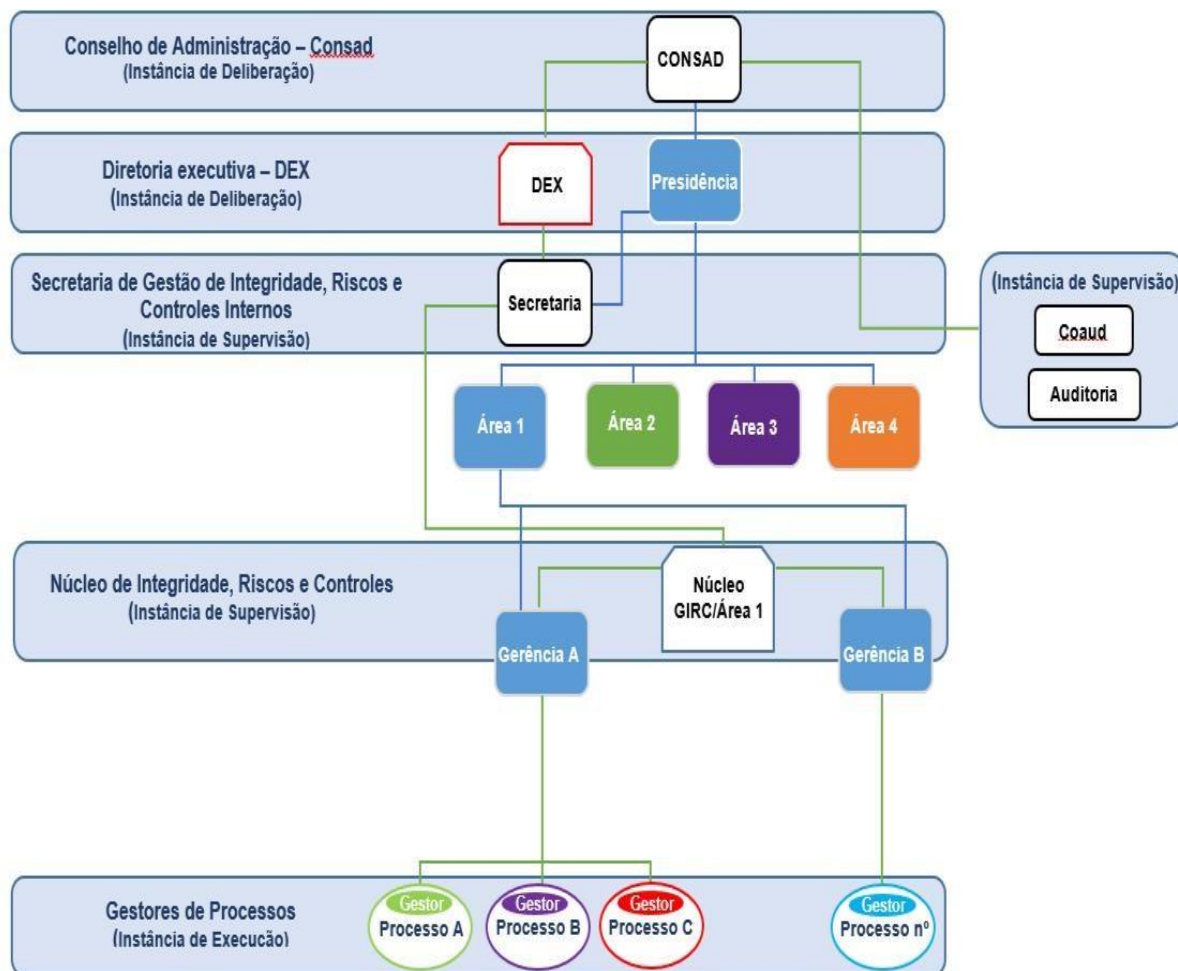 Conselho de Administração – Consad
(Instância de Deliberação)
CONSAD
Diretoria executiva – DEX
(Instância de Deliberação)
DEX
Presidência
Secretaria de Gestão de Integridade, Riscos e
Controles Internos
(Instância de Supervisão)
Secretaria
(Instância de Supervisão)
Coaud
Auditoria
Área 1
Área 2
Área 3
Área 4
Núcleo de Integridade, Riscos e Controles
(Instância de Supervisão)
Núcleo
GIRC/Área 1
Gerência A
Gerência B
Gestores de Processos
(Instância de Execução)
Gestor
Processo A
Gestor
Processo B
Gestor
Processo C
Gestor
Processo nº